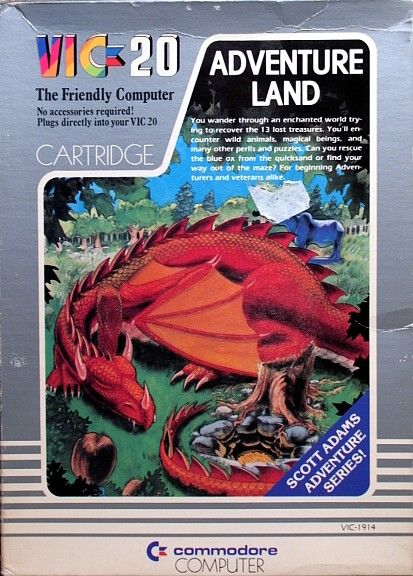 VIC 20
The Friendly Computer
No accessories required!
Plugs directly into your VIC 20
CARTRIDGE
ADVENTURE
LAND
You wander through an enchanted world try-
ing to recover the 13 lost treasures. You'll en-
counter wild animals, magical beings, and
many other perils and puzzles. Can you rescue
the blue ox from the quicksand or find your
way out of the maze? For beginning Adven-
turers and veterans alike.
SCOTT ADAMS
ADVENTURE
SERIES!
VIC-1914
commodore
COMPUTER